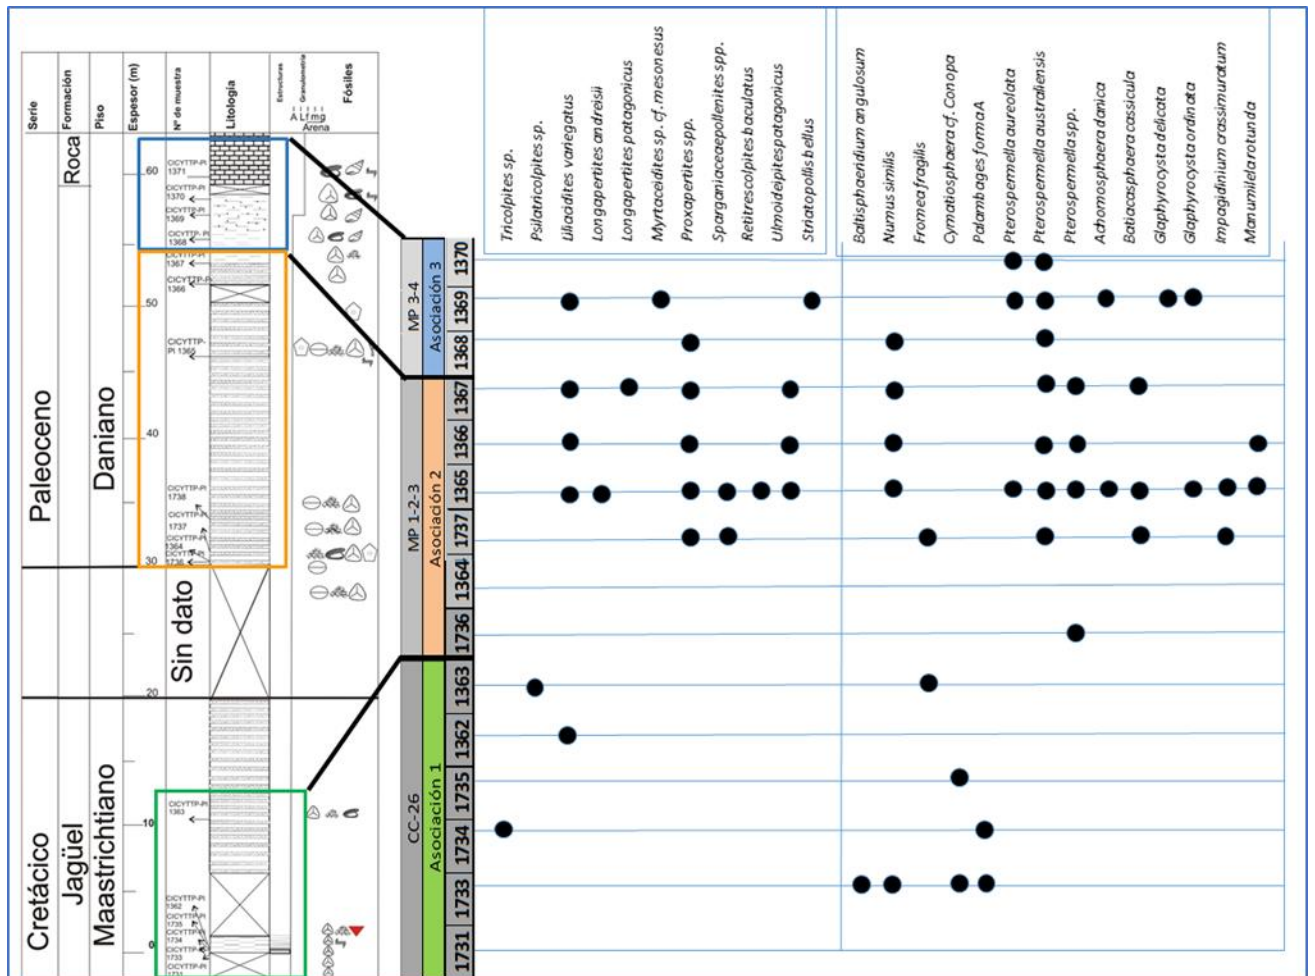 Serie
Formación
Piso
Espesor (m)
N° de muestra
Litología
Estructuras
Granulometría
A L f m g
Arena
Fósiles
Tricolpites sp.
Psilatricolpites sp.
Liliacidites variegatus
Longapertites andreisii
Longapertites patagonicus
Myrtaceidites sp. cf. mesonesus
Proxapertites spp.
Sparganiaceaepollenites spp.
Retitrescolpites baculatus
Ulmoideipites patagonicus
Striatopollis bellus
Baltisphaeridium angulosum
Numus similis
Fromea fragilis
Cymatiosphaera cf. Conopa
Palambages forma A
Pterospermella aureolata
Pterospermella australiensis
Pterospermella spp.
Achomosphaera danica
Batiacasphaera cassicula
Glaphyrocysta delicata
Glaphyrocysta ordinata
Impagidinium crassimuratum
Manumilela rotunda
Roca
Paleoceno
Daniano
Sin dato
Cretácico
Jagüel
Maastrichtiano
60
50
40
30
20
10
0
CICYTTP-Pl
1371
CICYTTP-Pl
1370
CICYTTP-Pl
1369
CICYTTP- Pl
1368
CICYTTP-Pl
1367
CICYTTP-Pl
1366
CICYTTP-
Pl 1365
CICYTTP-Pl
1738
CICYTTP-Pl
1737
CICYTTP-Pl
1364
CICYTTP-Pl
1736
CICYTTP-Pl
1363
CICYTTP-Pl
1362
CICYTTP-Pl
1735
CICYTTP-Pl
1734
CICYTTP-Pl
1733
CICYTTP-Pl
1731
MP 3-4
Asociación 3
MP 1-2-3
Asociación 2
CC-26
Asociación 1
1370
1369
1368
1367
1366
1365
1737
1364
1736
1363
1362
1735
1734
1733
1731